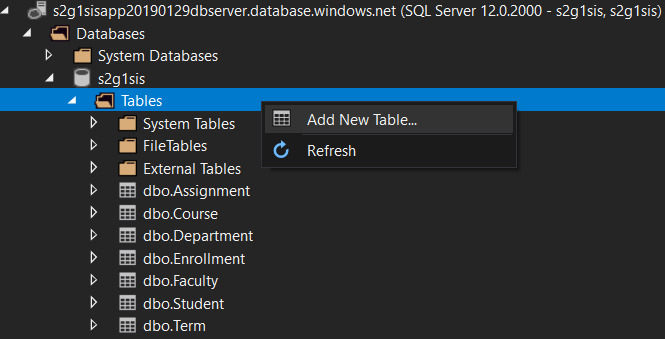 s2g1sisapp20190129dbserver.database.windows.net (SQL Server 12.0.2000 - s2g1sis, s2g1sis)
Databases
System Databases
s2g1sis
Tables
Add New Table...
System Tables
FileTables
Refresh
External Tables
dbo.Assignment
dbo.Course
dbo.Department
dbo.Enrollment
dbo.Faculty
dbo.Student
dbo.Term